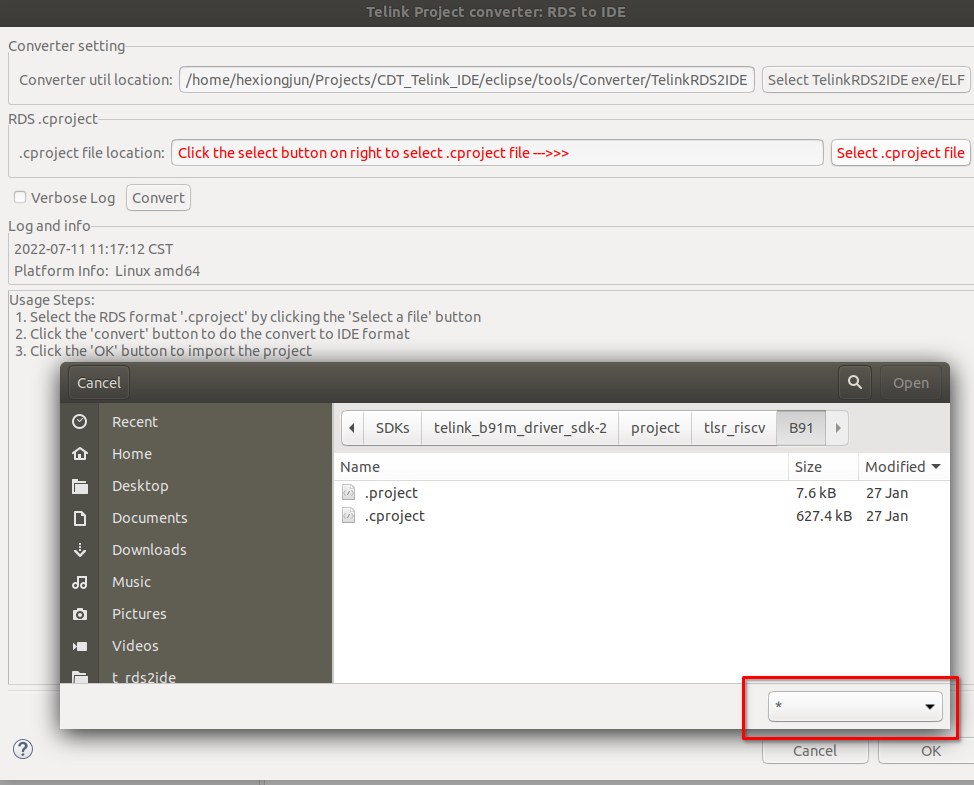 Telink Project converter: RDS to IDE
Converter setting
Converter util location: /home/hexiongjun/Projects/CDT_Telink_IDE/eclipse/tools/Converter/TelinkRDS2IDE Select TelinkRDS2IDE exe/ELF
RDS .cproject
.cproject file location: Click the select button on right to select .cproject file --->>> Select .cproject file
Verbose Log Convert
Log and info
2022-07-11 11:17:12 CST
Platform Info: Linux amd64
Usage Steps:
1. Select the RDS format '.cproject' by clicking the 'Select a file' button
2. Click the 'convert' button to do the convert to IDE format
3. Click the 'OK' button to import the project
Cancel Open
Recent
Home
Desktop
Documents
Downloads
Music
Pictures
Videos
t_rds2ide
SDKs telink_b91m_driver_sdk-2 project tlsr_riscv B91
Name Size Modified
.project 7.6 kB 27 Jan
.cproject 627.4 kB 27 Jan
*
? Cancel OK